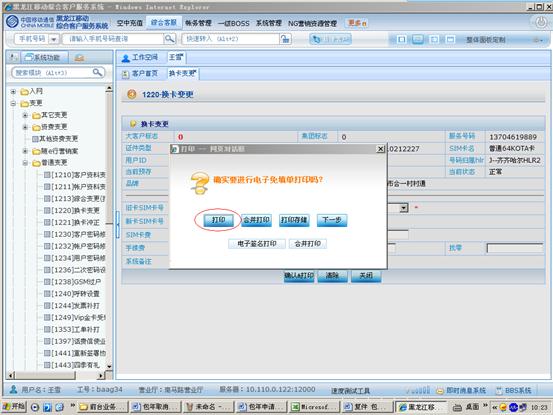 黑龙江移动综合客户服务系统 - Windows Internet Explorer
中国移动通信
CHINA MOBILE
黑龙江移动
综合客户服务系统
空中充值 综合客服 帐务管理 一级BOSS 系统管理 NG营销资源管理 更多
手机号码 请输入手机号码查询 快速转入 (Alt+2) 整体面板定制
系统功能 工作空间 王雪
搜索模块 (Alt+3) 客户首页 换卡变更
入网
变更
其它变更
资费变更
其他资费变更
随e行营销案
普通变更
[1210]客户资料变
[1211]帐户资料变
[1213]综合变更
[1220]换卡变更
[1221]换卡冲正
[1230]客户密码修
[1232]帐户密码修
[1234]用户密码修
[1236]二次密码设
[1238]GSM过户
[1240]呼转设置
[1244]发票补打
[1249]Vip金卡受
[1353]工单补打
[1397]话费信使业
[1441]重新签署协
[1443]四季有礼
1220-换卡变更
换卡变更
大客户标志 0 集团标志 0 服务号码 13704619889
证件类型 0212227 SIM卡名 普通64KOTA卡
用户ID 号码归属hlr J--齐齐哈尔HLR2
当前预存 当前状态 正常
品牌 市合一村村通
旧卡SIM卡号
新卡SIM卡号
SIM卡费
手续费 找零
系统备注
确认&打印 清除 关闭
打印 -- 网页对话框
确实要进行电子免填单打印吗?
打印 合并打印 打印存储 下一步
电子签名打印 合并打印
用户名：王雪 工号：baag34 营业厅：南马路营业厅 服务器：10.110.0.122:12000 速度测试工具 即时消息系统 BBS系统
开始 前台业务... 包年取消... 未命名 - ... 包年申请... Microsof... 复件 包... 黑龙江... 桌面 10:23